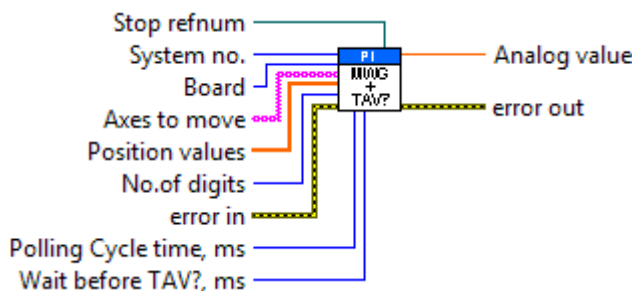 Stop refnum
System no.
Board
Axes to move
Position values
No.of digits
error in
Polling Cycle time, ms
Wait before TAV?, ms
PI
MWG
+
TAV?
Analog value
error out